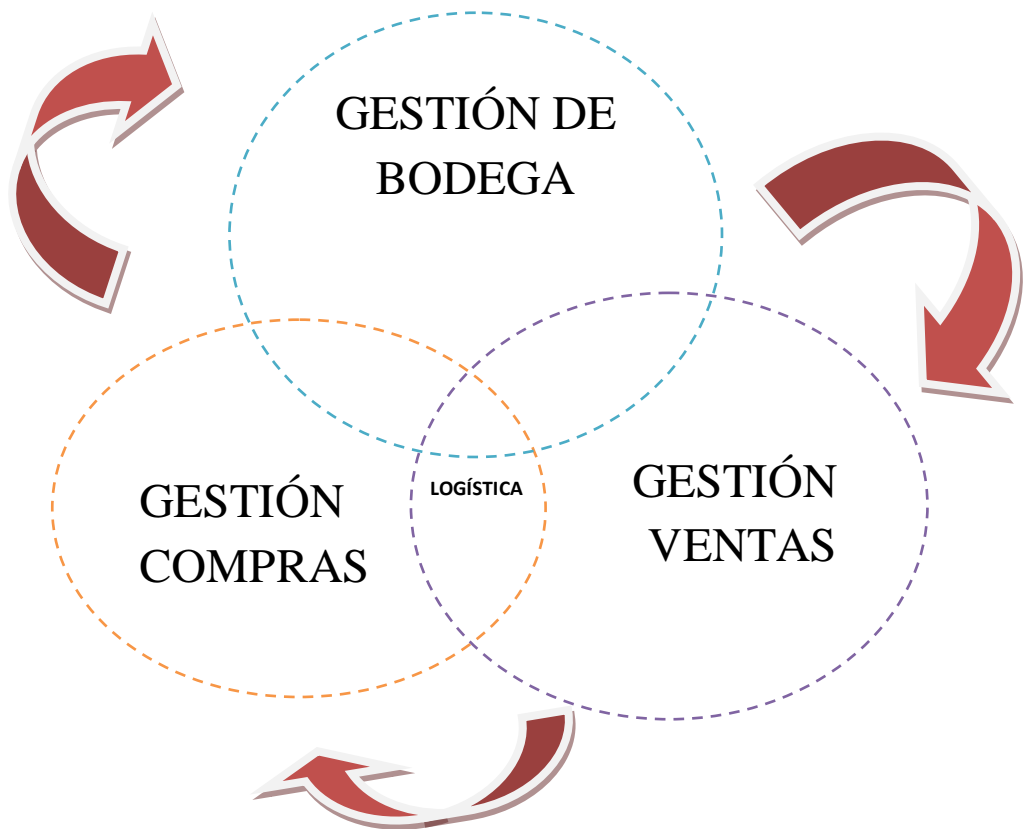 GESTIÓN DE
BODEGA
GESTIÓN
COMPRAS
LOGÍSTICA
GESTIÓN
VENTAS